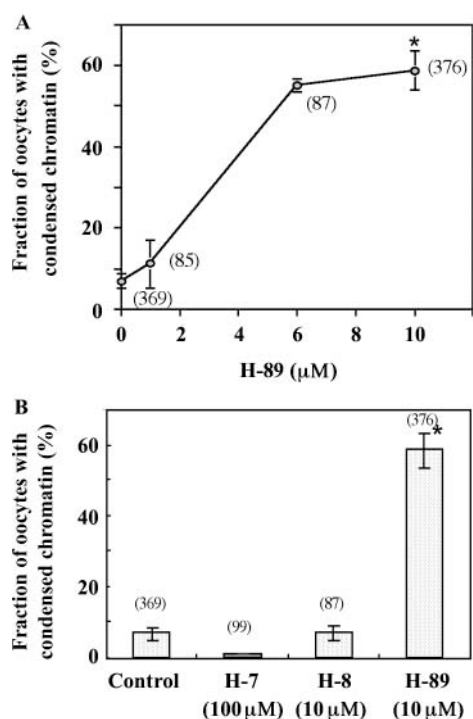 A
Fraction of oocytes with
condensed chromatin (%)
60
40
20
0
*
(376)
(87)
(85)
(369)
0 2 4 6 8 10
H-89 (μM)
B
Fraction of oocytes with
condensed chromatin (%)
60
40
20
0
(376)
*
(369)
(99)
(87)
Control H-7 H-8 H-89
(100 μM) (10 μM) (10 μM)